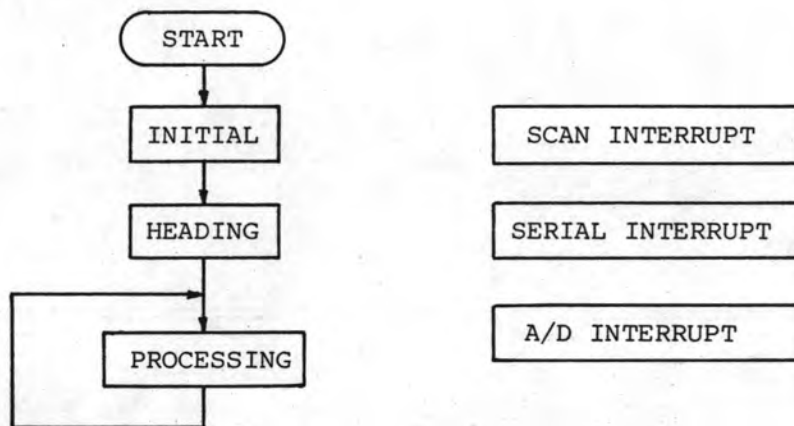 START
INITIAL
HEADING
PROCESSING
SCAN INTERRUPT
SERIAL INTERRUPT
A/D INTERRUPT